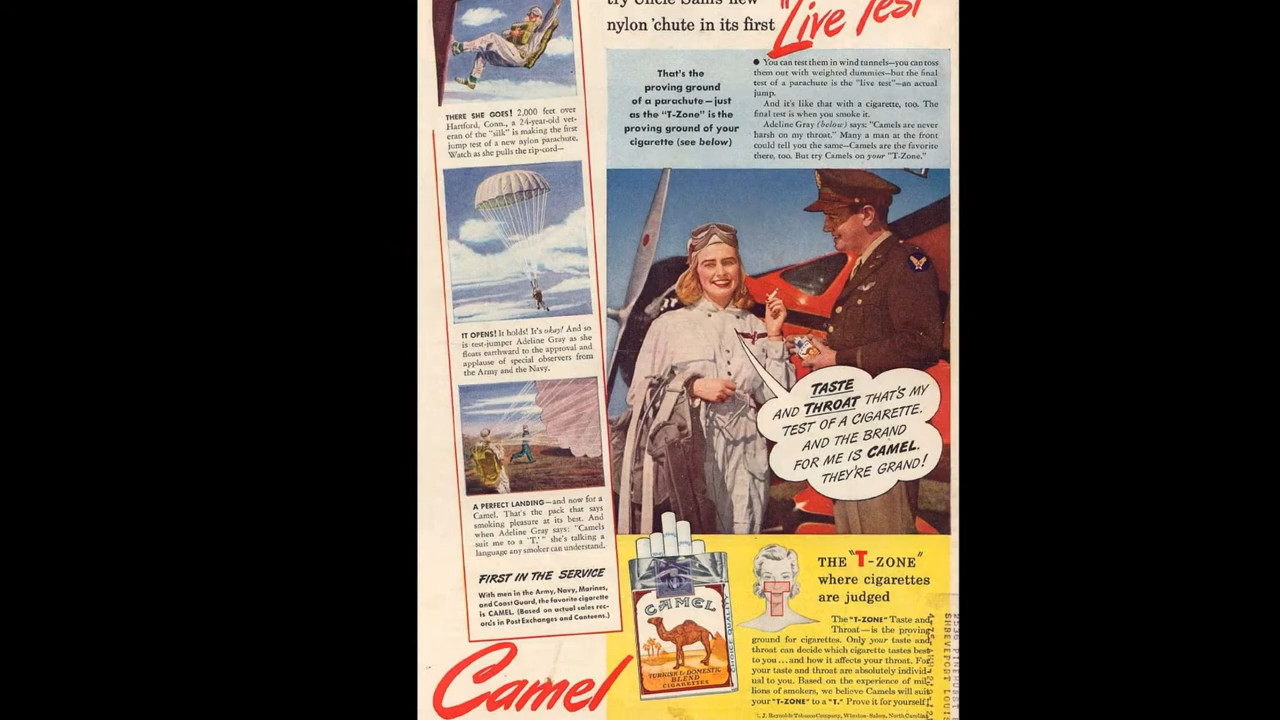 try Uncle Sam's new
nylon 'chute in its first "Live Test"
THERE SHE GOES! 2,000 feet over
Hartford, Conn., a 24-year-old vet-
eran of the "silk" is making the first
jump test of a new nylon parachute.
Watch as she pulls the rip-cord—
IT OPENS! It holds! It's okay! And so
is test-jumper Adeline Gray as she
floats earthward to the approval and
applause of special observers from
the Army and the Navy.
A PERFECT LANDING—and now for a
Camel. That's the pack that says
smoking pleasure at its best. And
when Adeline Gray says: "Camels
suit me to a 'T,'" she's talking a
language any smoker can understand.
FIRST IN THE SERVICE
With men in the Army, Navy, Marines,
and Coast Guard, the favorite cigarette
is CAMEL. (Based on actual sales rec-
ords in Post Exchanges and Canteens.)
Camel
That's the
proving ground
of a parachute—just
as the "T-Zone" is the
proving ground of your
cigarette (see below)
● You can test them in wind tunnels—you can toss
them out with weighted dummies—but the final
test of a parachute is the "live test"—an actual
jump.
And it's like that with a cigarette, too. The
final test is when you smoke it.
Adeline Gray (below) says: "Camels are never
harsh on my throat." Many a man at the front
could tell you the same—Camels are the favorite
there, too. But try Camels on your "T-Zone."
TASTE
AND THROAT THAT'S MY
TEST OF A CIGARETTE.
AND THE BRAND
FOR ME IS CAMEL.
THEY'RE GRAND!
CAMEL
TURKISH & DOMESTIC
BLEND
CIGARETTES
CHOICE QUALITY
THE "T-ZONE"
where cigarettes
are judged
The "T-ZONE" Taste and
Throat—is the proving
ground for cigarettes. Only your taste and
throat can decide which cigarette tastes best
to you...and how it affects your throat. For
your taste and throat are absolutely individ-
ual to you. Based on the experience of mil-
lions of smokers, we believe Camels will suit
your "T-ZONE" to a "T." Prove it for yourself!
R. J. Reynolds Tobacco Company, Winston-Salem, North Carolina
SHREVEPORT LOUIS